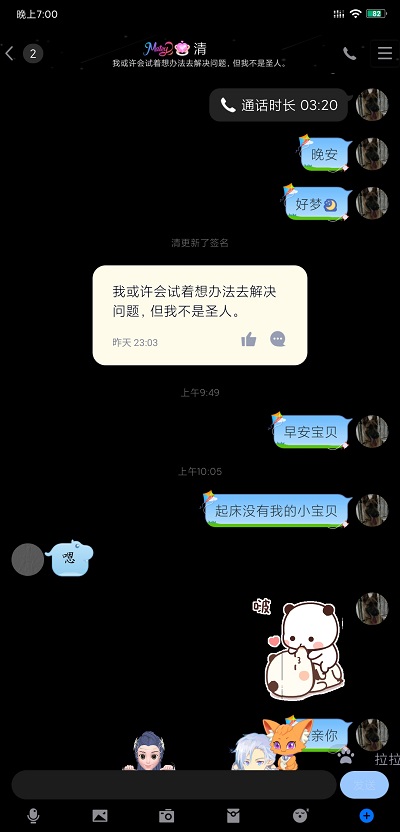 晚上7:00
82
2
清
我或许会试着想办法去解决问题，但我不是圣人。
通话时长 03:20
晚安
好梦
清更新了签名
我或许会试着想办法去解决
问题，但我不是圣人。
昨天 23:03
上午9:49
早安宝贝
上午10:05
起床没有我的小宝贝
嗯
啵
亲你
拉拉
发送